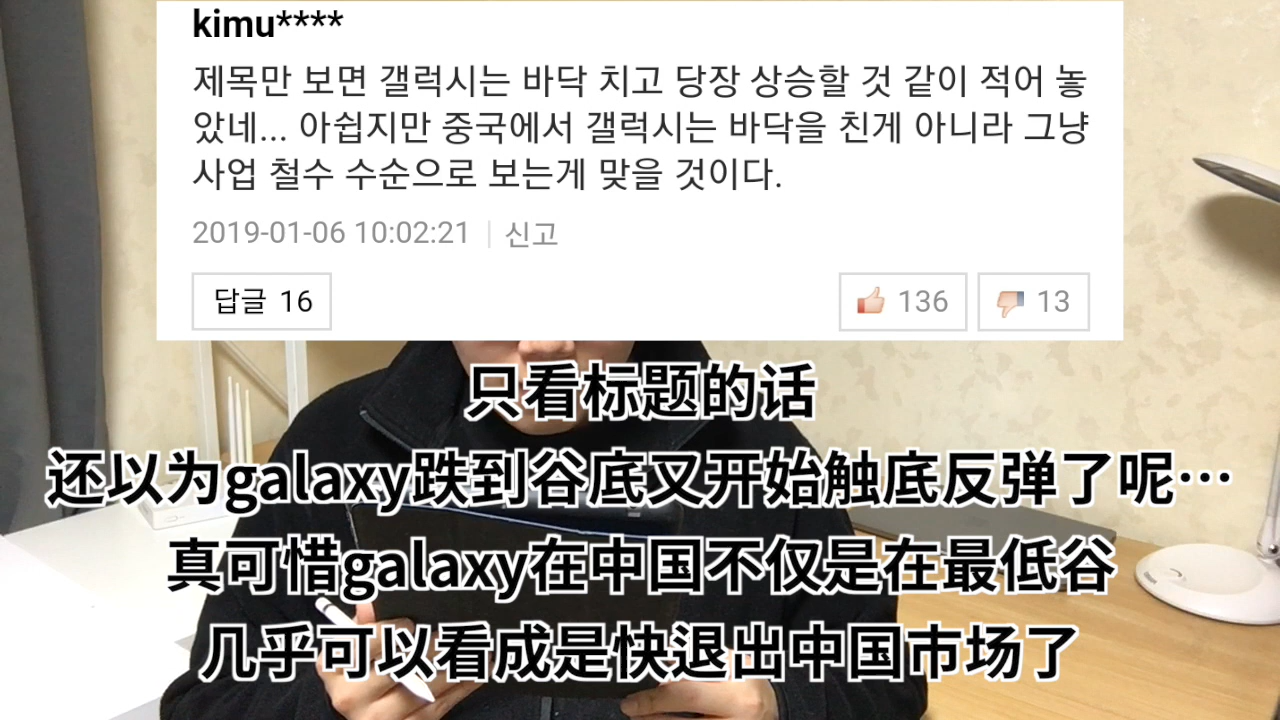 kimu****
제목만 보면 갤럭시는 바닥 치고 당장 상승할 것 같이 적어 놓
았네... 아쉽지만 중국에서 갤럭시는 바닥을 친게 아니라 그냥
사업 철수 수순으로 보는게 맞을 것이다.
2019-01-06 10:02:21 | 신고
답글 16 136 13
只看标题的话
还以为galaxy跌到谷底又开始触底反弹了呢…
真可惜galaxy在中国不仅是在最低谷
几乎可以看成是快退出中国市场了